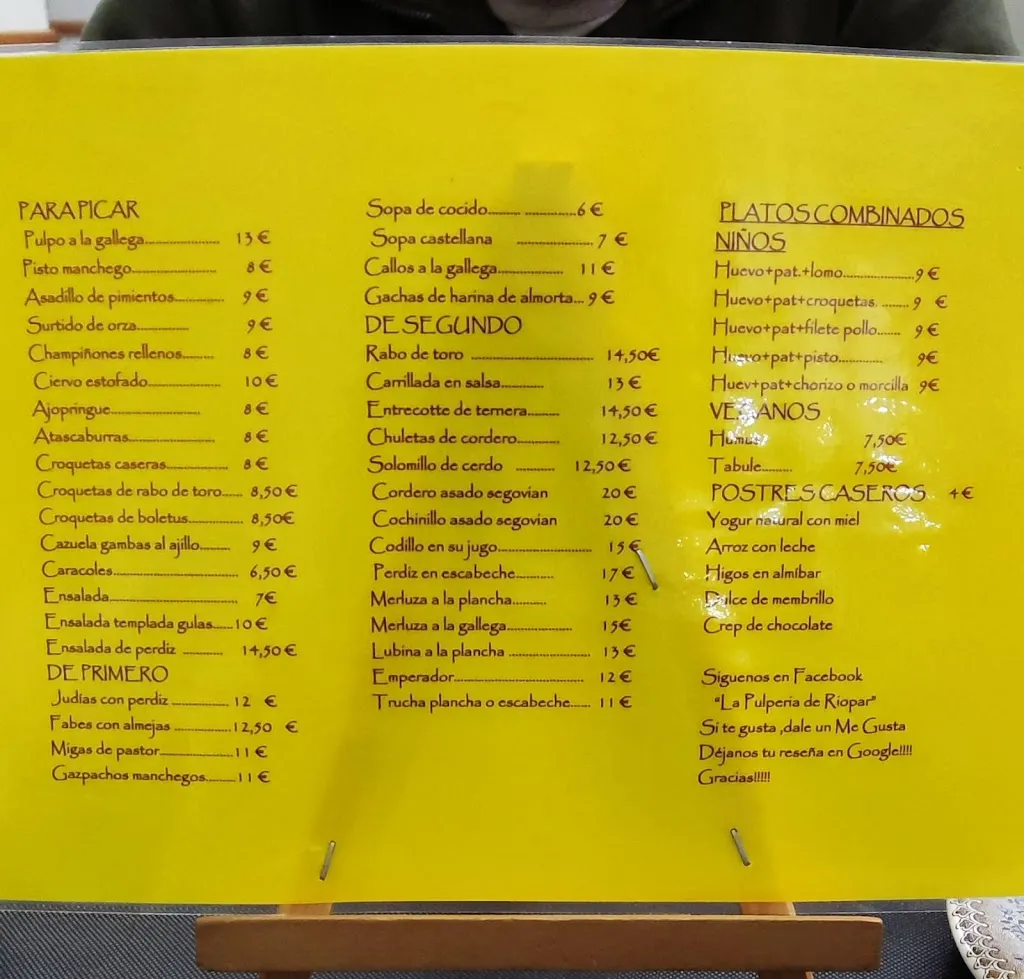 PARA PICAR
Pulpo a la gallega.................... 13 €
Pisto manchego....................... 8 €
Asadillo de pimientos.............. 9 €
Surtido de orza.............. 9 €
Champiñones rellenos......... 8 €
Ciervo estofado.................... 10 €
Ajopringue......................... 8 €
Atascaburras....................... 8 €
Croquetas caseras................. 8 €
Croquetas de rabo de toro...... 8,50 €
Croquetas de boletus................ 8,50€
Cazuela gambas al ajillo......... 9 €
Caracoles................................... 6,50 €
Ensalada................................... 7€
Ensalada templada gulas......10 €
Ensalada de perdiz ........... 14,50 €
DE PRIMERO
Judías con perdiz ................ 12 €
Fabes con almejas ................12,50 €
Migas de pastor.....................11 €
Gazpachos manchegos.........11 €
Sopa de cocido......... ...............6 €
Sopa castellana ......................7 €
Callos a la gallega.................. 11 €
Gachas de harina de almorta... 9 €
DE SEGUNDO
Rabo de toro .................................. 14,50€
Carrillada en salsa............ 13 €
Entrecotte de ternera......... 14,50 €
Chuletas de cordero............ 12,50 €
Solomillo de cerdo ........... 12,50 €
Cordero asado segovian 20 €
Cochinillo asado segovian 20 €
Codillo en su jugo........................... 15 €
Perdiz en escabeche........... 17 €
Merluza a la plancha.......... 13 €
Merluza a la gallega................... 15€
Lubina a la plancha ....................... 13 €
Emperador..................................... 12 €
Trucha plancha o escabeche...... 11 €
PLATOS COMBINADOS
NIÑOS
Huevo+pat.+lomo....................9 €
Huevo+pat+croquetas. ........ 9 €
Huevo+pat+filete pollo....... 9 €
Huevo+pat+pisto............. 9€
Huev+pat+chorizo o morcilla 9€
VEGANOS
Humus 7,50€
Tabule......... 7,50€
POSTRES CASEROS 4 €
Yogur natural con miel
Arroz con leche
Higos en almíbar
Dulce de membrillo
Crep de chocolate
Siguenos en Facebook
"La Pulperia de Riopar"
Si te gusta ,dale un Me Gusta
Déjanos tu reseña en Google!!!!
Gracias!!!!!